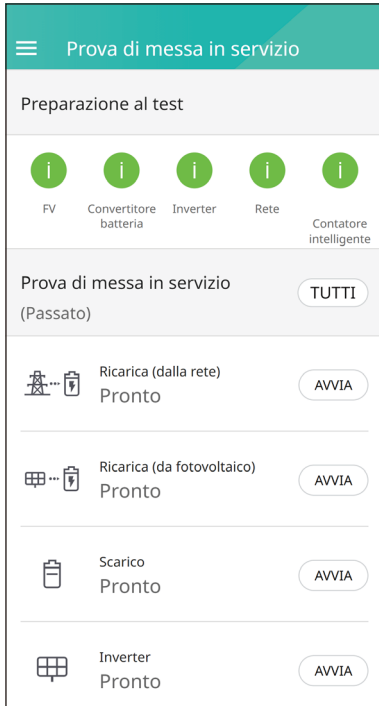 Prova di messa in servizio
Preparazione al test
i i i i i
FV Convertitore batteria Inverter Rete Contatore intelligente
Prova di messa in servizio
(Passato)
TUTTI
Ricarica (dalla rete)
Pronto
AVVIA
Ricarica (da fotovoltaico)
Pronto
AVVIA
Scarico
Pronto
AVVIA
Inverter
Pronto
AVVIA